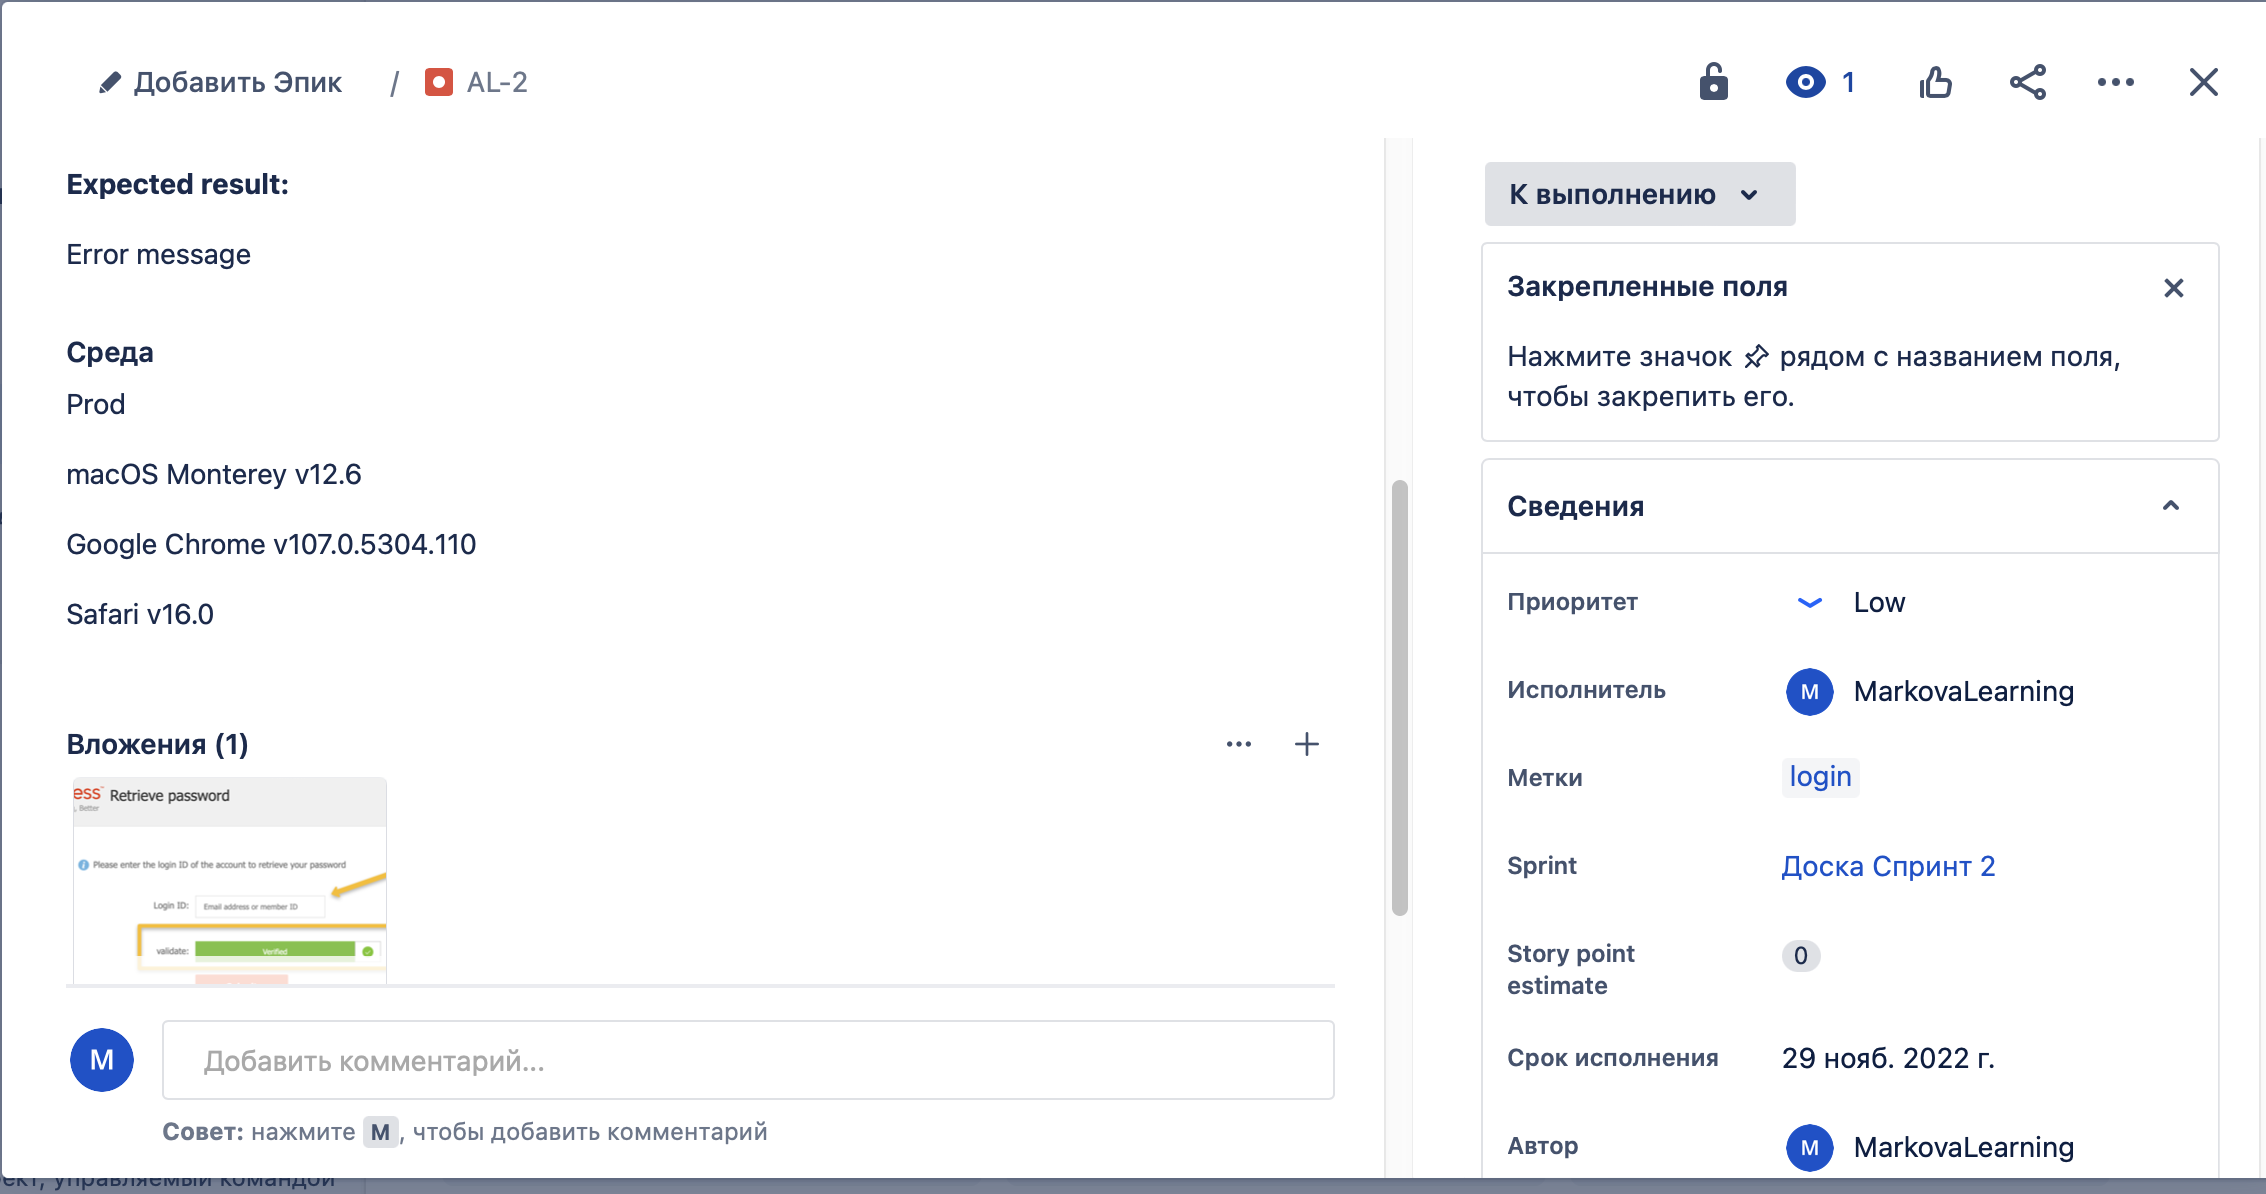 Добавить Эпик / AL-2
1
Expected result:
Error message
Среда
Prod
macOS Monterey v12.6
Google Chrome v107.0.5304.110
Safari v16.0
Вложения (1)
ess Retrieve password
Better
Please enter the login ID of the account to retrieve your password
Login ID: Email address or member ID
validate: Verified
M Добавить комментарий...
Совет: нажмите M, чтобы добавить комментарий
К выполнению
Закрепленные поля
Нажмите значок рядом с названием поля,
чтобы закрепить его.
Сведения
Приоритет Low
Исполнитель M MarkovaLearning
Метки login
Sprint Доска Спринт 2
Story point
estimate 0
Срок исполнения 29 нояб. 2022 г.
Автор M MarkovaLearning
управляемый командой